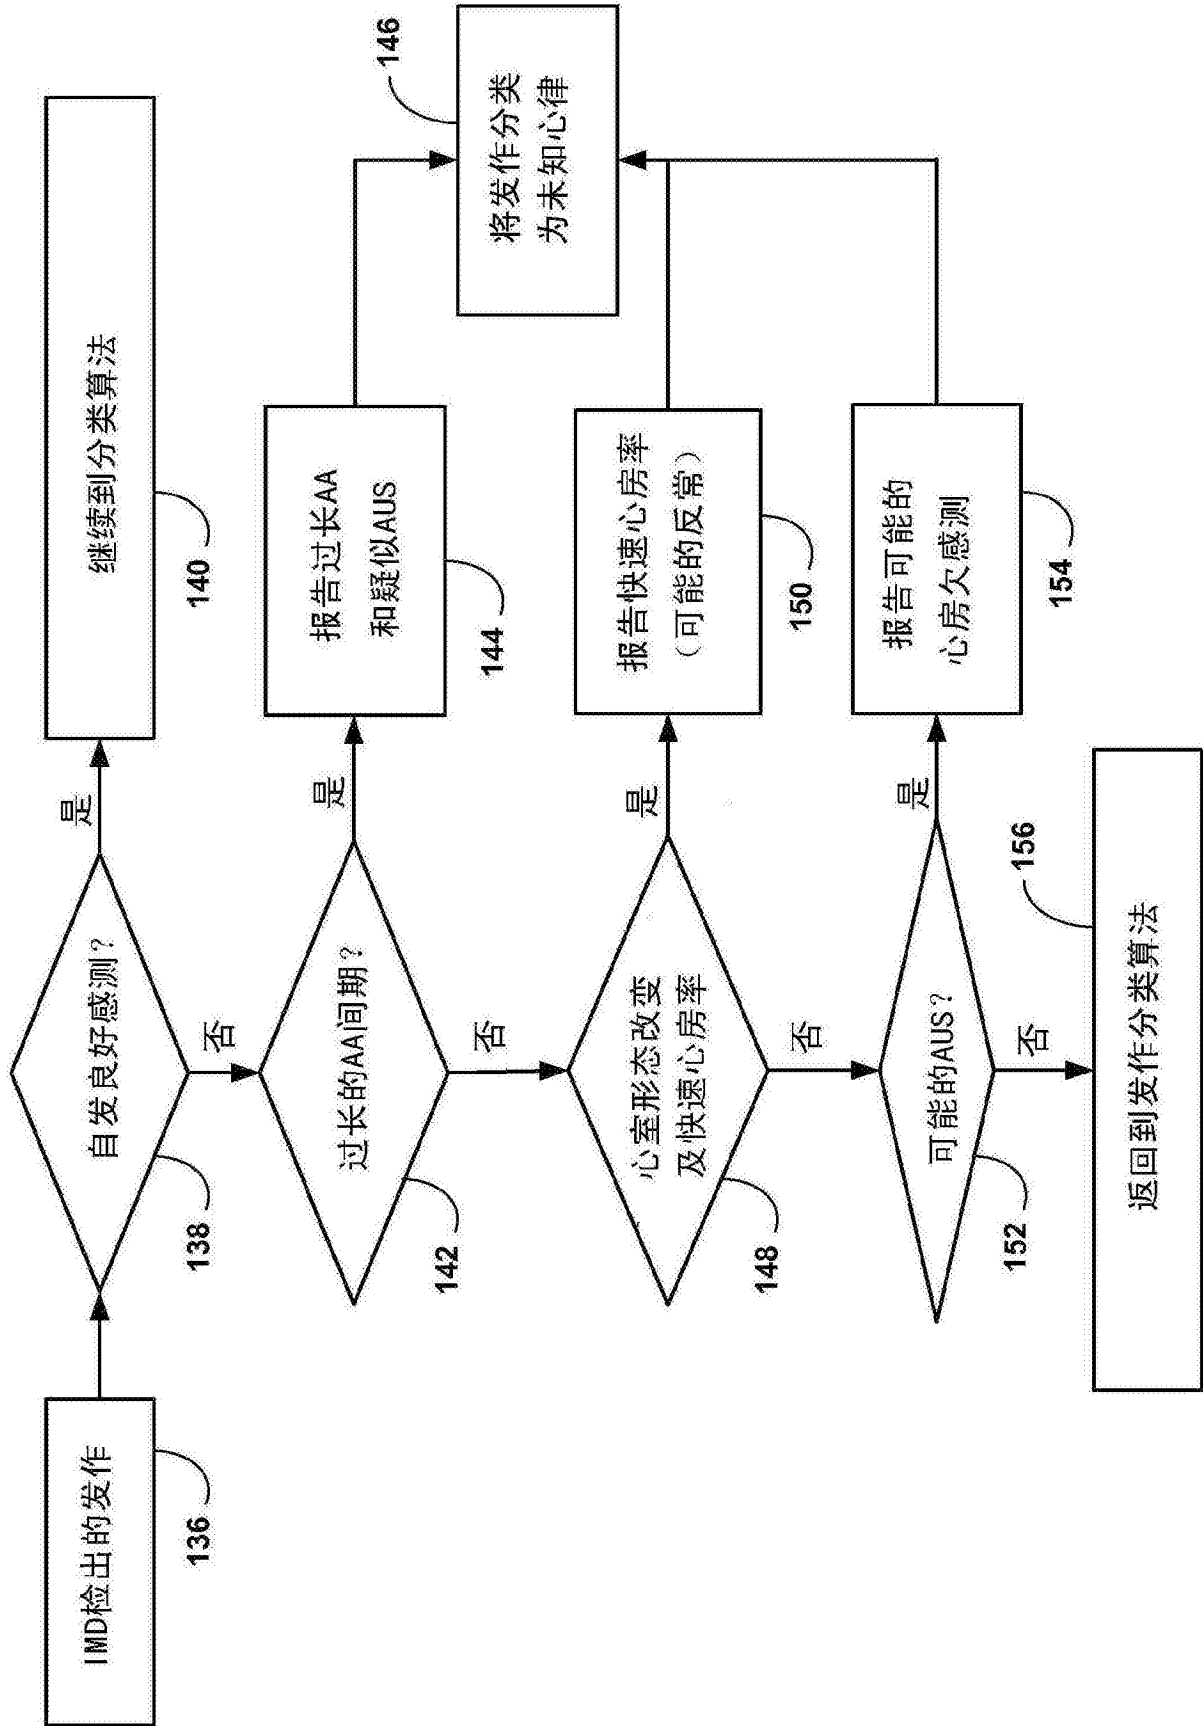 IMD检出的发作
136
自发良好感测?
138
是
继续到分类算法
140
否
过长的AA间期?
142
是
报告过长AA
和疑似AUS
144
将发作分类
为未知心律
146
否
心室形态改变
及快速心房率
148
是
报告快速心房率
（可能的反常）
150
否
可能的AUS?
152
是
报告可能的
心房欠感测
154
否
返回到发作分类算法
156